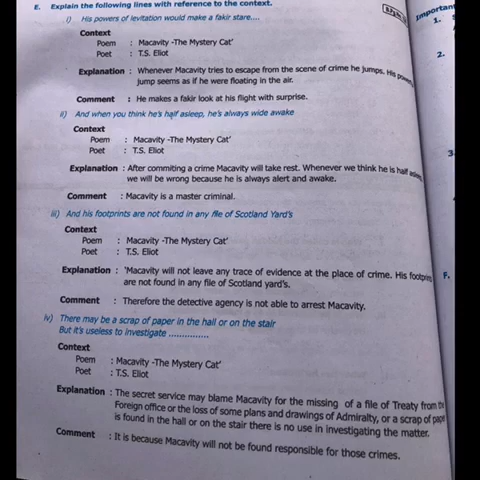 E. Explain the following lines with reference to the context.
i) His powers of levitation would make a fakir stare....
Context
Poem : Macavity -The Mystery Cat'
Poet : T.S. Eliot
Explanation : Whenever Macavity tries to escape from the scene of crime he jumps. His
jump seems as if he were floating in the air.
Comment : He makes a fakir look at his flight with surprise.
ii) And when you think he's half asleep, he's always wide awake
Context
Poem : Macavity -The Mystery Cat'
Poet : T.S. Eliot
Explanation : After commiting a crime Macavity will take rest. Whenever we think he is half
we will be wrong because he is always alert and awake.
Comment : Macavity is a master criminal.
iii) And his footprints are not found in any file of Scotland Yard's
Context
Poem : Macavity -The Mystery Cat'
Poet : T.S. Eliot
Explanation : 'Macavity will not leave any trace of evidence at the place of crime. His footprints
are not found in any file of Scotland yard's.
Comment : Therefore the detective agency is not able to arrest Macavity.
iv) There may be a scrap of paper in the hall or on the stair
But it's useless to investigate ...............
Context
Poem : Macavity -The Mystery Cat'
Poet : T.S. Eliot
Explanation : The secret service may blame Macavity for the missing of a file of Treaty from the
Foreign office or the loss of some plans and drawings of Admiralty, or a scrap of paper
is found in the hall or on the stair there is no use in investigating the matter.
Comment : It is because Macavity will not be found responsible for those crimes.
Important
1.
2.
3
F.